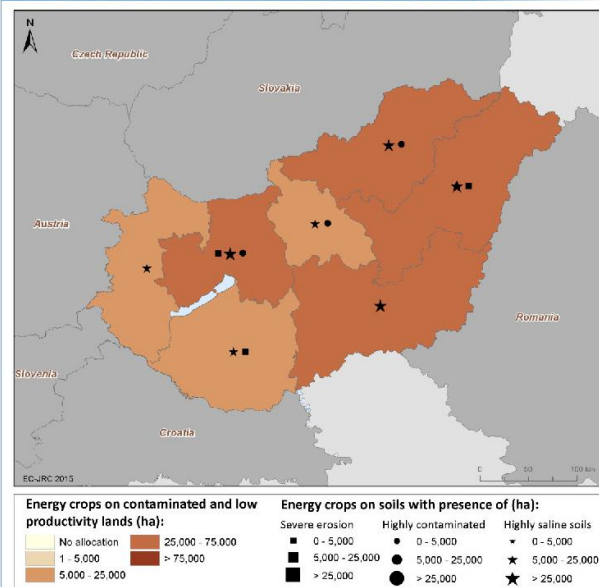 N
Czech Republic
Slovakia
Austria
Romania
Slovenia
Croatia
EC-JRC 2015
0 50 100 km
Energy crops on contaminated and low
productivity lands (ha):
No allocation
1 - 5,000
5,000 - 25,000
25,000 - 75,000
> 75,000
Energy crops on soils with presence of (ha):
Severe erosion Highly contaminated Highly saline soils
0 - 5,000 0 - 5,000 0 - 5,000
5,000 - 25,000 5,000 - 25,000 5,000 - 25,000
> 25,000 > 25,000 > 25,000